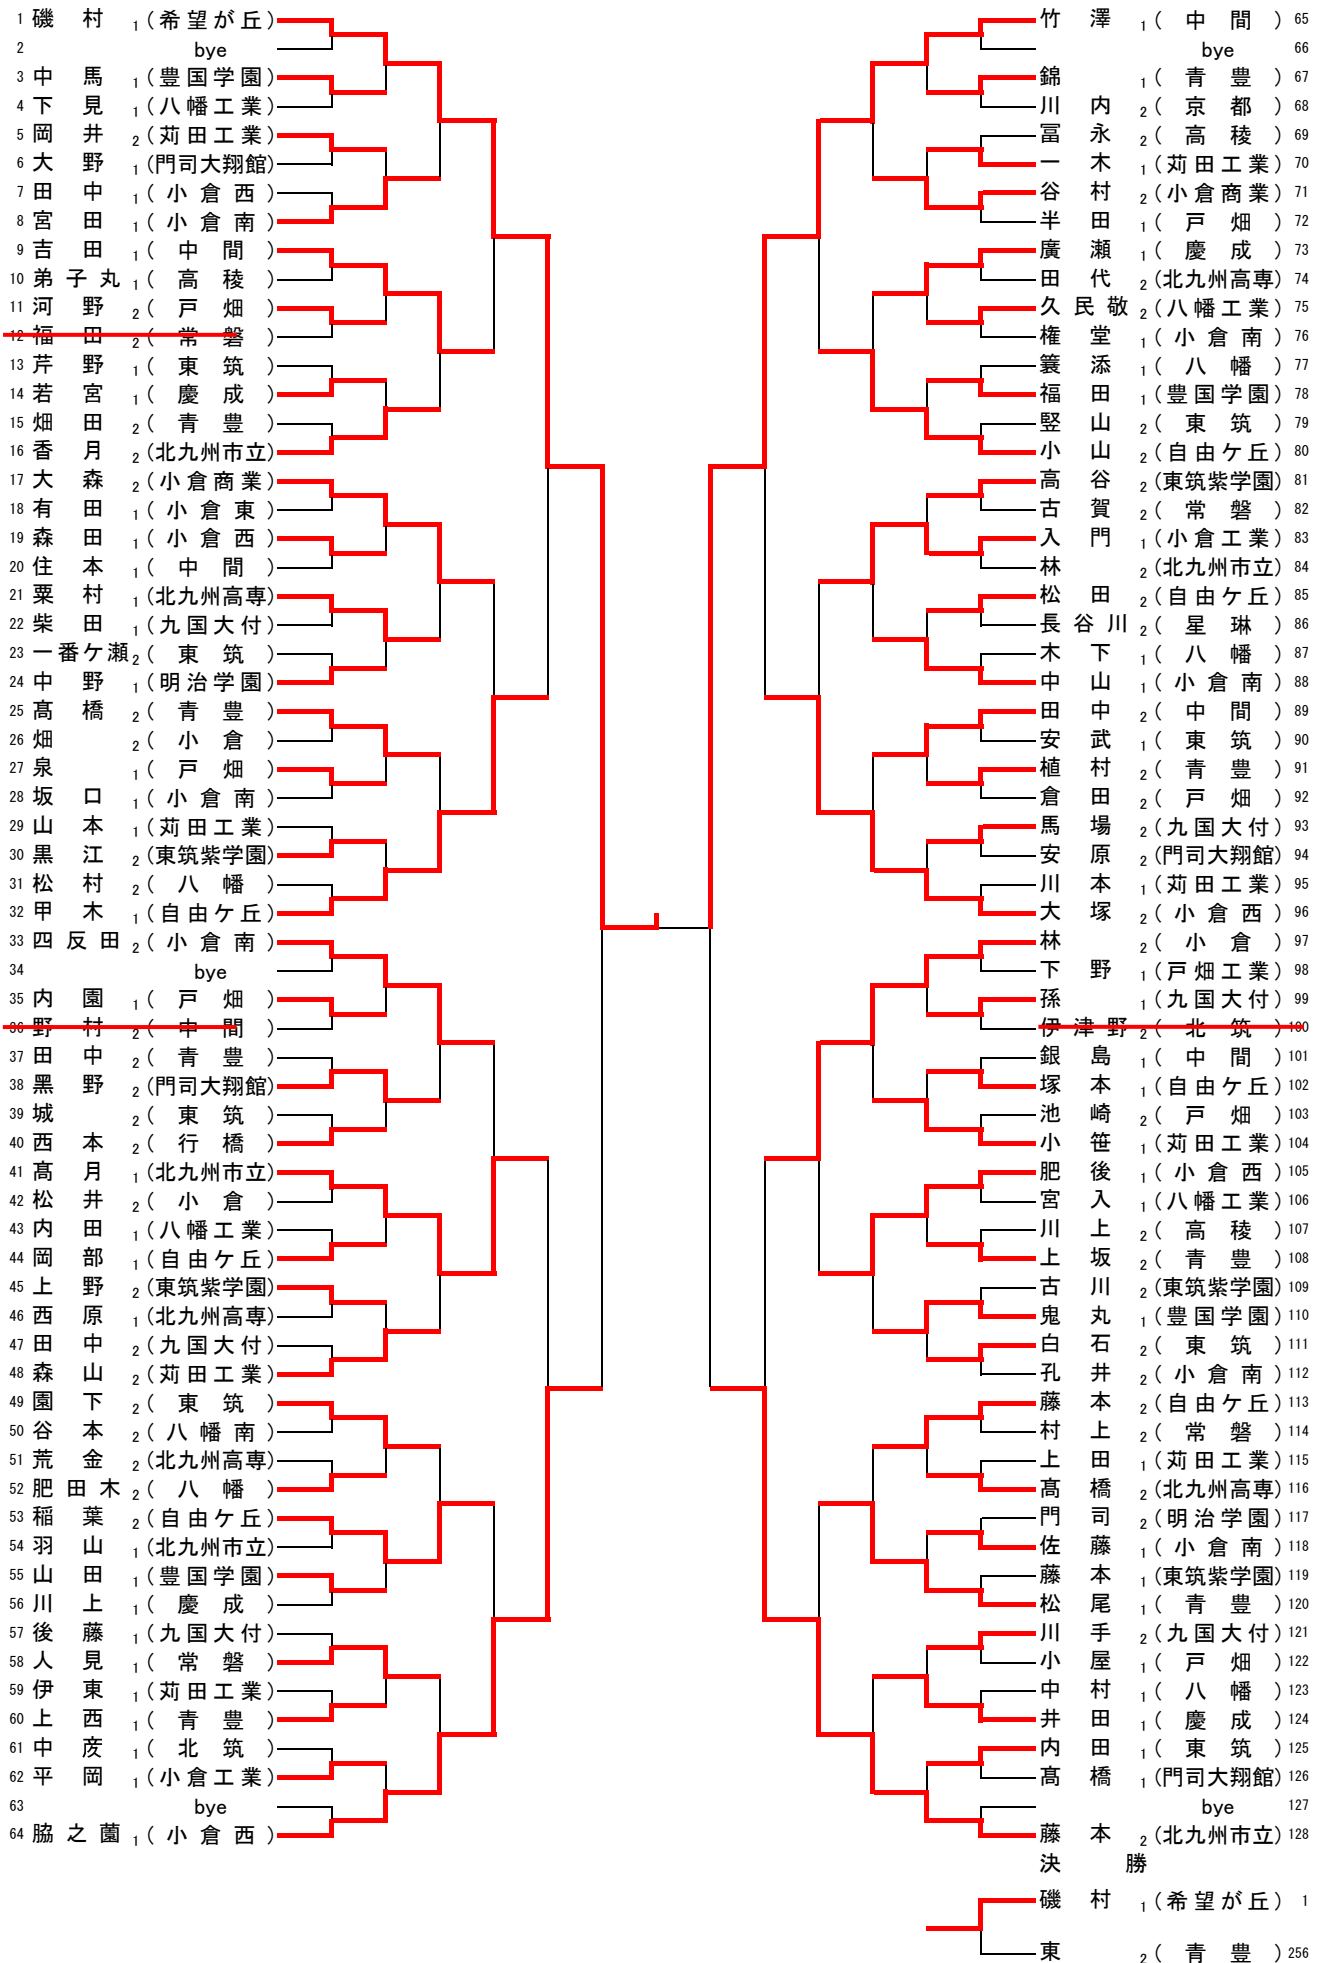 1 磯村 1 (希望が丘)
2 bye
3 中馬 1 (豊国学園)
4 下見 1 (八幡工業)
5 岡井 2 (苅田工業)
6 大野 1 (門司大翔館)
7 田中 1 (小倉西)
8 宮田 1 (小倉南)
9 吉田 1 (中間)
10 弟子丸 1 (高稜)
11 河野 2 (戸畑)
12 福田 2 (常磐)
13 芹野 1 (東筑)
14 若宮 1 (慶成)
15 畑田 2 (青豊)
16 香月 2 (北九州市立)
17 大森 2 (小倉商業)
18 有田 1 (小倉東)
19 森田 1 (小倉西)
20 住本 1 (中間)
21 粟村 1 (北九州高専)
22 柴田 1 (九国大付)
23 一番ケ瀬 2 (東筑)
24 中野 1 (明治学園)
25 髙橋 2 (青豊)
26 畑 2 (小倉)
27 泉 1 (戸畑)
28 坂口 1 (小倉南)
29 山本 1 (苅田工業)
30 黒江 2 (東筑紫学園)
31 松村 2 (八幡)
32 甲木 1 (自由ケ丘)
33 四反田 2 (小倉南)
34 bye
35 内園 1 (戸畑)
36 野村 2 (中間)
37 田中 2 (青豊)
38 黒野 2 (門司大翔館)
39 城 2 (東筑)
40 西本 2 (行橋)
41 髙月 1 (北九州市立)
42 松井 2 (小倉)
43 内田 1 (八幡工業)
44 岡部 1 (自由ケ丘)
45 上野 2 (東筑紫学園)
46 西原 1 (北九州高専)
47 田中 2 (九国大付)
48 森山 2 (苅田工業)
49 園下 2 (東筑)
50 谷本 2 (八幡南)
51 荒金 2 (北九州高専)
52 肥田木 2 (八幡)
53 稲葉 2 (自由ケ丘)
54 羽山 1 (北九州市立)
55 山田 1 (豊国学園)
56 川上 1 (慶成)
57 後藤 1 (九国大付)
58 人見 1 (常磐)
59 伊東 1 (苅田工業)
60 上西 1 (青豊)
61 中彦 1 (北筑)
62 平岡 1 (小倉工業)
63 bye
64 脇之薗 1 (小倉西)
竹澤 1 (中間) 65
bye 66
錦 1 (青豊) 67
川内 2 (京都) 68
冨永 2 (高稜) 69
一木 1 (苅田工業) 70
谷村 2 (小倉商業) 71
半田 1 (戸畑) 72
廣瀬 1 (慶成) 73
田代 2 (北九州高専) 74
久民敬 2 (八幡工業) 75
権堂 1 (小倉南) 76
簑添 1 (八幡) 77
福田 1 (豊国学園) 78
竪山 2 (東筑) 79
小山 2 (自由ケ丘) 80
高谷 2 (東筑紫学園) 81
古賀 2 (常磐) 82
入門 1 (小倉工業) 83
林 2 (北九州市立) 84
松田 2 (自由ケ丘) 85
長谷川 2 (星琳) 86
木下 1 (八幡) 87
中山 1 (小倉南) 88
田中 2 (中間) 89
安武 1 (東筑) 90
植村 2 (青豊) 91
倉田 2 (戸畑) 92
馬場 2 (九国大付) 93
安原 2 (門司大翔館) 94
川本 1 (苅田工業) 95
大塚 2 (小倉西) 96
林 2 (小倉) 97
下野 1 (戸畑工業) 98
孫 1 (九国大付) 99
伊津野 2 (北筑) 100
銀島 1 (中間) 101
塚本 1 (自由ケ丘) 102
池崎 2 (戸畑) 103
小笹 1 (苅田工業) 104
肥後 1 (小倉西) 105
宮入 1 (八幡工業) 106
川上 2 (高稜) 107
上坂 2 (青豊) 108
古川 2 (東筑紫学園) 109
鬼丸 1 (豊国学園) 110
白石 2 (東筑) 111
孔井 2 (小倉南) 112
藤本 2 (自由ケ丘) 113
村上 2 (常磐) 114
上田 1 (苅田工業) 115
髙橋 2 (北九州高専) 116
門司 2 (明治学園) 117
佐藤 1 (小倉南) 118
藤本 1 (東筑紫学園) 119
松尾 1 (青豊) 120
川手 2 (九国大付) 121
小屋 1 (戸畑) 122
中村 1 (八幡) 123
井田 1 (慶成) 124
内田 1 (東筑) 125
髙橋 1 (門司大翔館) 126
bye 127
藤本 2 (北九州市立) 128
決勝
磯村 1 (希望が丘) 1
東 2 (青豊) 256